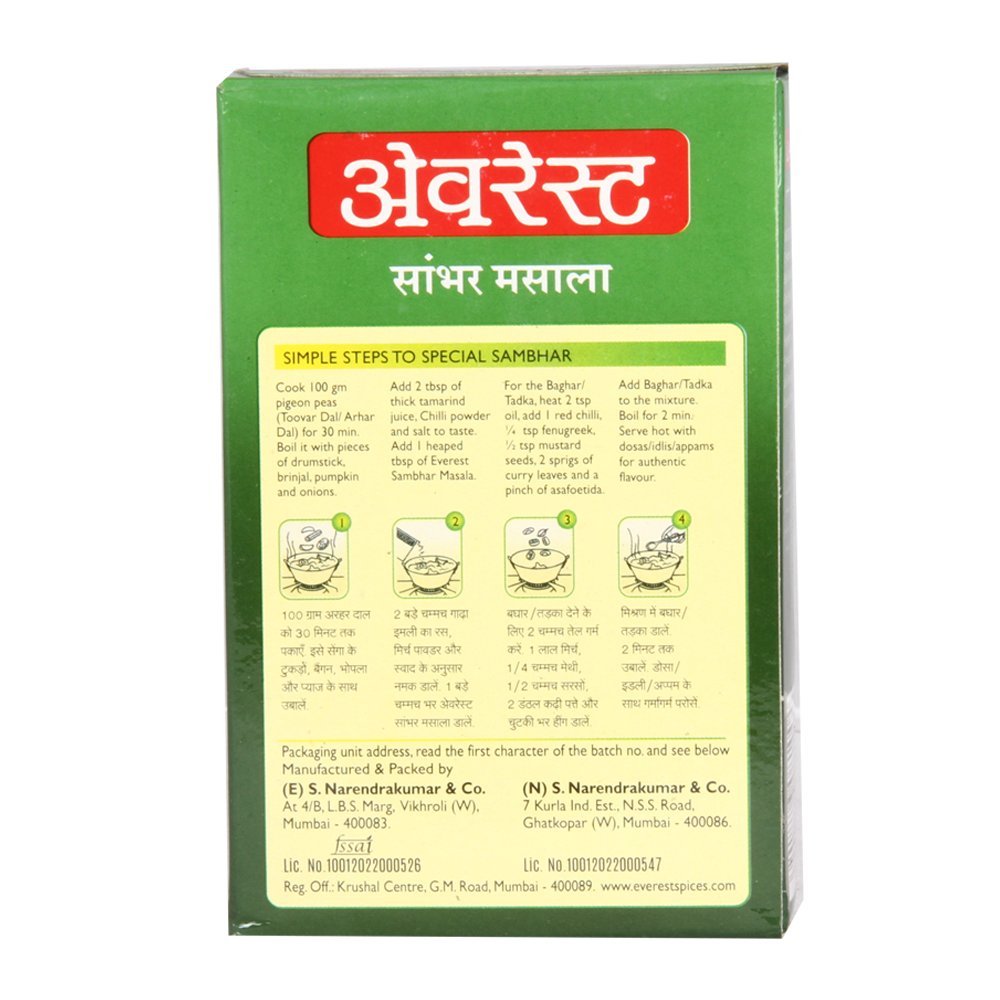 अेवरेस्ट
सांभर मसाला
SIMPLE STEPS TO SPECIAL SAMBHAR
Cook 100 gm
pigeon peas
(Toovar Dal/ Arhar
Dal) for 30 min.
Boil it with pieces
of drumstick,
brinjal, pumpkin
and onions.
Add 2 tbsp of
thick tamarind
juice, Chilli powder
and salt to taste.
Add 1 heaped
tbsp of Everest
Sambhar Masala.
For the Baghar/
Tadka, heat 2 tsp
oil, add 1 red chilli,
¼ tsp fenugreek,
½ tsp mustard
seeds, 2 sprigs of
curry leaves and a
pinch of asafoetida.
Add Baghar/Tadka
to the mixture.
Boil for 2 min.
Serve hot with
dosas/idlis/appams
for authentic
flavour.
1
2
3
4
100 ग्राम अरहर दाल
को 30 मिनट तक
पकाएँ. इसे सेगा के
टुकड़ों, बैंगन, भोपला
और प्याज के साथ
उबालें.
2 बड़े चम्मच गाढ़ा
इमली का रस,
मिर्च पावडर और
स्वाद के अनुसार
नमक डालें. 1 बड़े
चम्मच भर अेवरेस्ट
सांभर मसाला डालें.
बघार/तड़का देने के
लिए 2 चम्मच तेल गर्म
करें. 1 लाल मिर्च,
1/4 चम्मच मेथी,
1/2 चम्मच सरसों,
2 डंठल कढ़ी पत्ते और
चुटकी भर हींग डालें.
मिश्रण में बघार/
तड़का डालें.
2 मिनट तक
उबालें. डोसा/
इडली/अप्पम के
साथ गर्मागर्म परोसें.
Packaging unit address, read the first character of the batch no. and see below
Manufactured & Packed by
(E) S. Narendrakumar & Co.
At 4/B, L.B.S. Marg, Vikhroli (W),
Mumbai - 400083.
(N) S. Narendrakumar & Co.
7 Kurla Ind. Est., N.S.S. Road,
Ghatkopar (W), Mumbai - 400086.
fssai
Lic. No.10012022000526
Lic. No.10012022000547
Reg. Off.: Krushal Centre, G.M. Road, Mumbai - 400089. www.everestspices.com